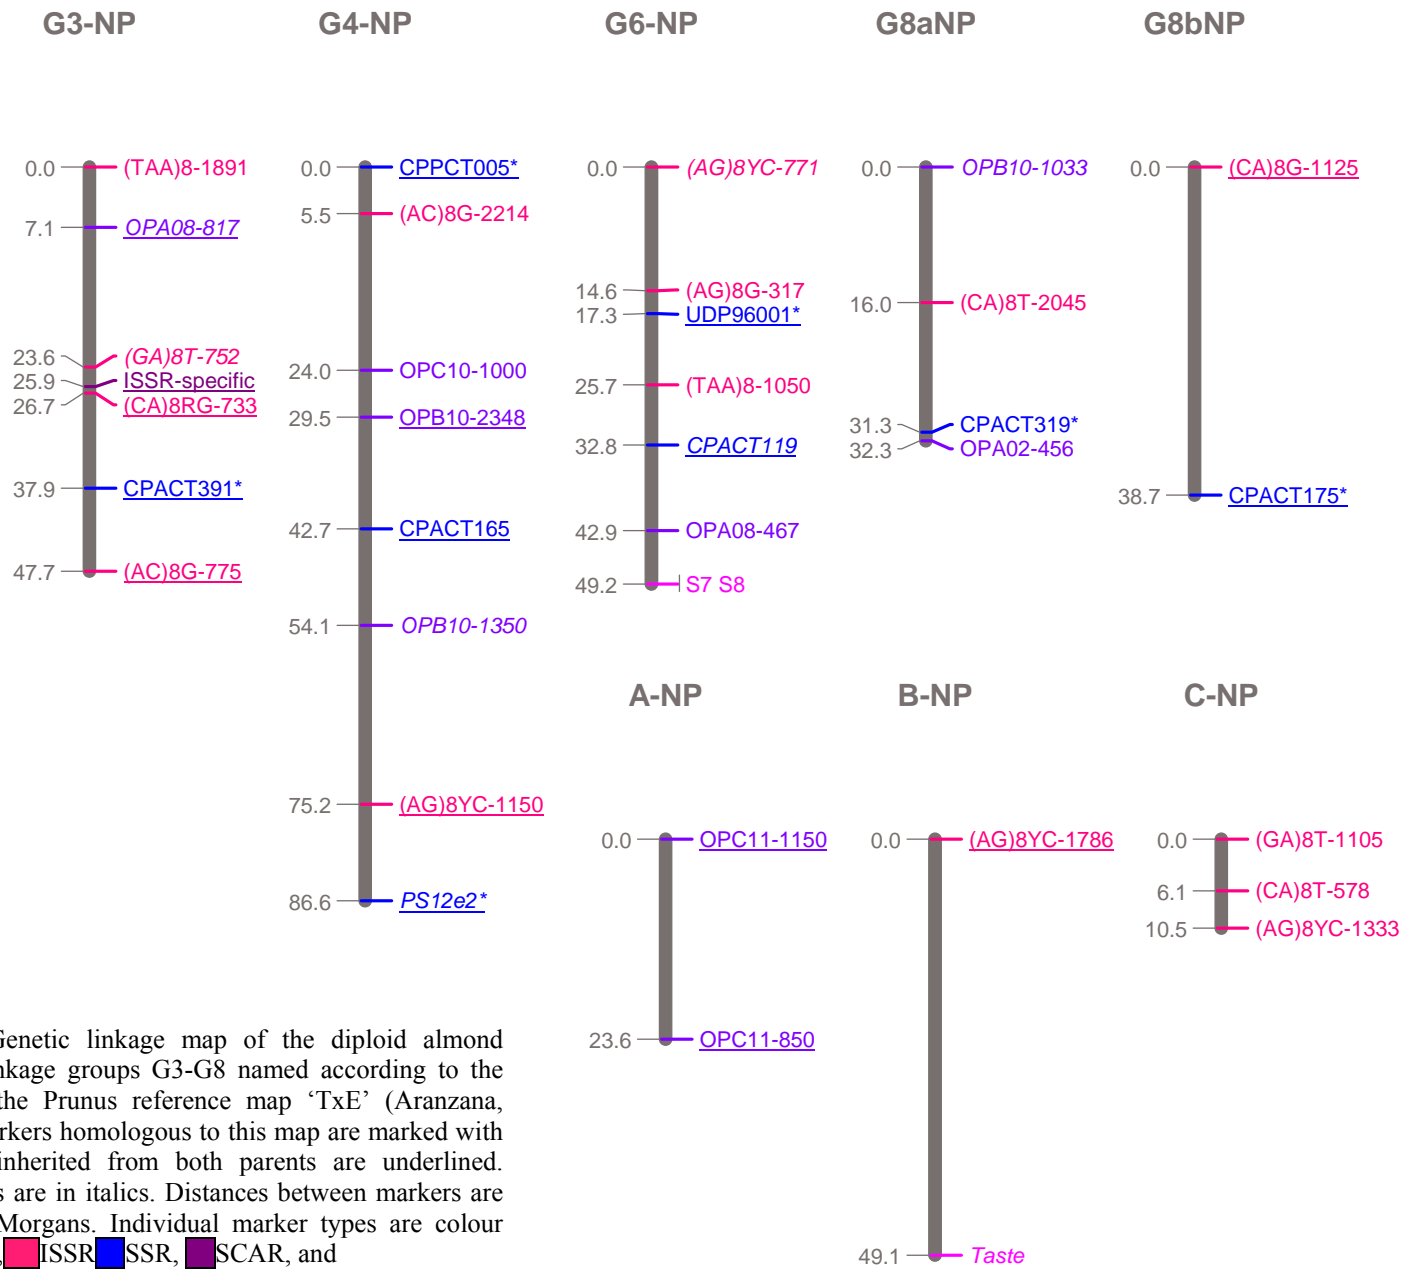 G3-NP
0.0 (TAA)8-1891
7.1 OPA08-817
23.6 (GA)8T-752
25.9 ISSR-specific
26.7 (CA)8RG-733
37.9 CPACT391*
47.7 (AC)8G-775
G4-NP
0.0 CPPCT005*
5.5 (AC)8G-2214
24.0 OPC10-1000
29.5 OPB10-2348
42.7 CPACT165
54.1 OPB10-1350
75.2 (AG)8YC-1150
86.6 PS12e2*
G6-NP
0.0 (AG)8YC-771
14.6 (AG)8G-317
17.3 UDP96001*
25.7 (TAA)8-1050
32.8 CPACT119
42.9 OPA08-467
49.2 S7 S8
G8aNP
0.0 OPB10-1033
16.0 (CA)8T-2045
31.3 CPACT319*
32.3 OPA02-456
G8bNP
0.0 (CA)8G-1125
38.7 CPACT175*
A-NP
0.0 OPC11-1150
23.6 OPC11-850
B-NP
0.0 (AG)8YC-1786
49.1 Taste
C-NP
0.0 (GA)8T-1105
6.1 (CA)8T-578
10.5 (AG)8YC-1333
Genetic linkage map of the diploid almond
nkage groups G3-G8 named according to the
the Prunus reference map ‘TxE’ (Aranzana,
rkers homologous to this map are marked with
inherited from both parents are underlined.
s are in italics. Distances between markers are
Morgans. Individual marker types are colour
, ISSR SSR, SCAR, and